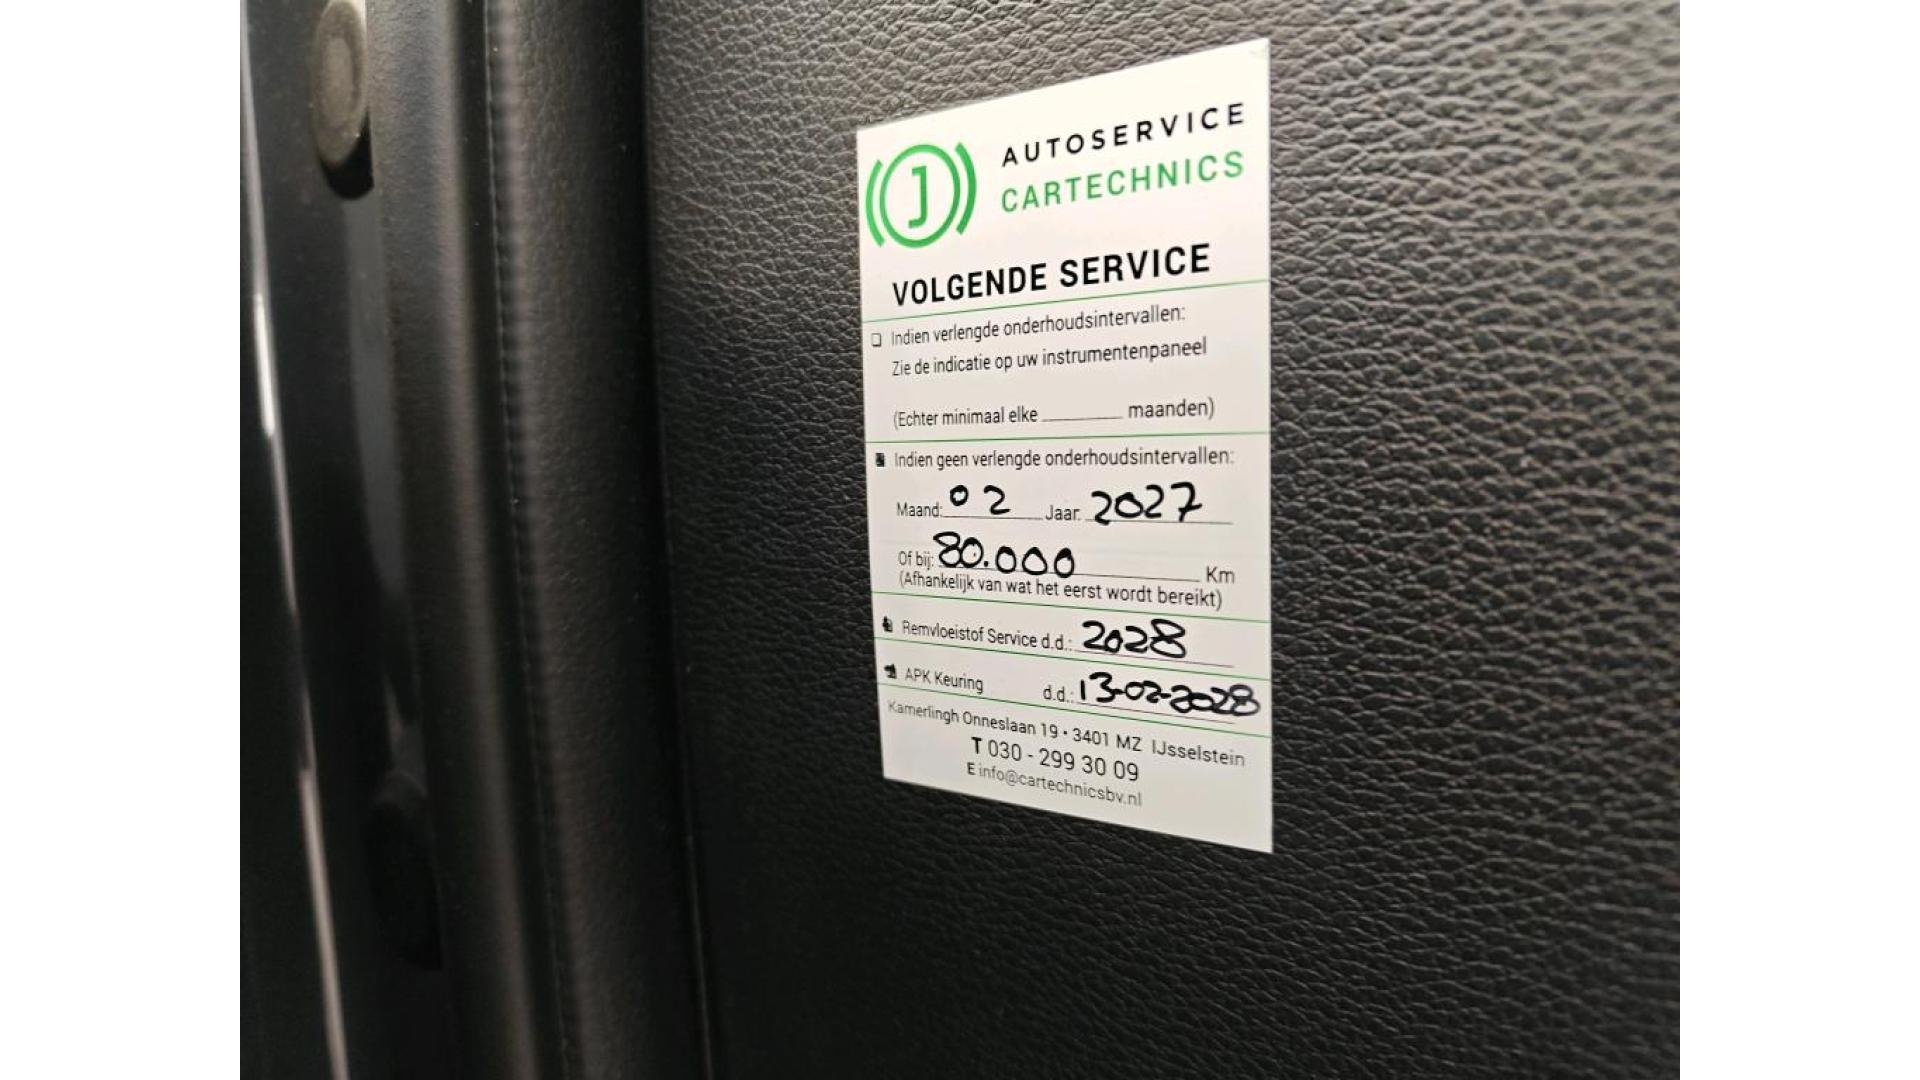 J
AUTOSERVICE
CARTECHNICS
VOLGENDE SERVICE
Indien verlengde onderhoudsintervallen:
Zie de indicatie op uw instrumentenpaneel
(Echter minimaal elke ________ maanden)
Indien geen verlengde onderhoudsintervallen:
Maand: 02 Jaar: 2027
Of bij: 80.000 Km
(Afhankelijk van wat het eerst wordt bereikt)
Remvloeistof Service d.d.: 2028
APK Keuring d.d.: 13-02-2028
Kamerlingh Onneslaan 19 • 3401 MZ IJsselstein
T 030 - 299 30 09
E info@cartechnicsbv.nl